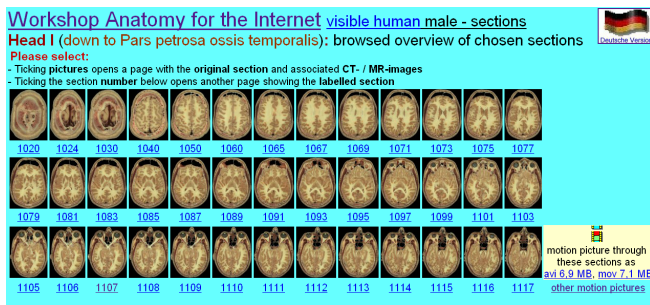 Workshop Anatomy for the Internet visible human male - sections
Deutsche Version
Head I (down to Pars petrosa ossis temporalis): browsed overview of chosen sections
Please select:
- Ticking pictures opens a page with the original section and associated CT- / MR-images
- Ticking the section number below opens another page showing the labelled section
1020 1024 1030 1040 1050 1060 1065 1067 1069 1071 1073 1075 1077
1079 1081 1083 1085 1087 1089 1091 1093 1095 1097 1099 1101 1103
motion picture through
these sections as
avi 6,9 MB, mov 7,1 MB
1105 1106 1107 1108 1109 1110 1111 1112 1113 1114 1115 1116 1117 other motion pictures